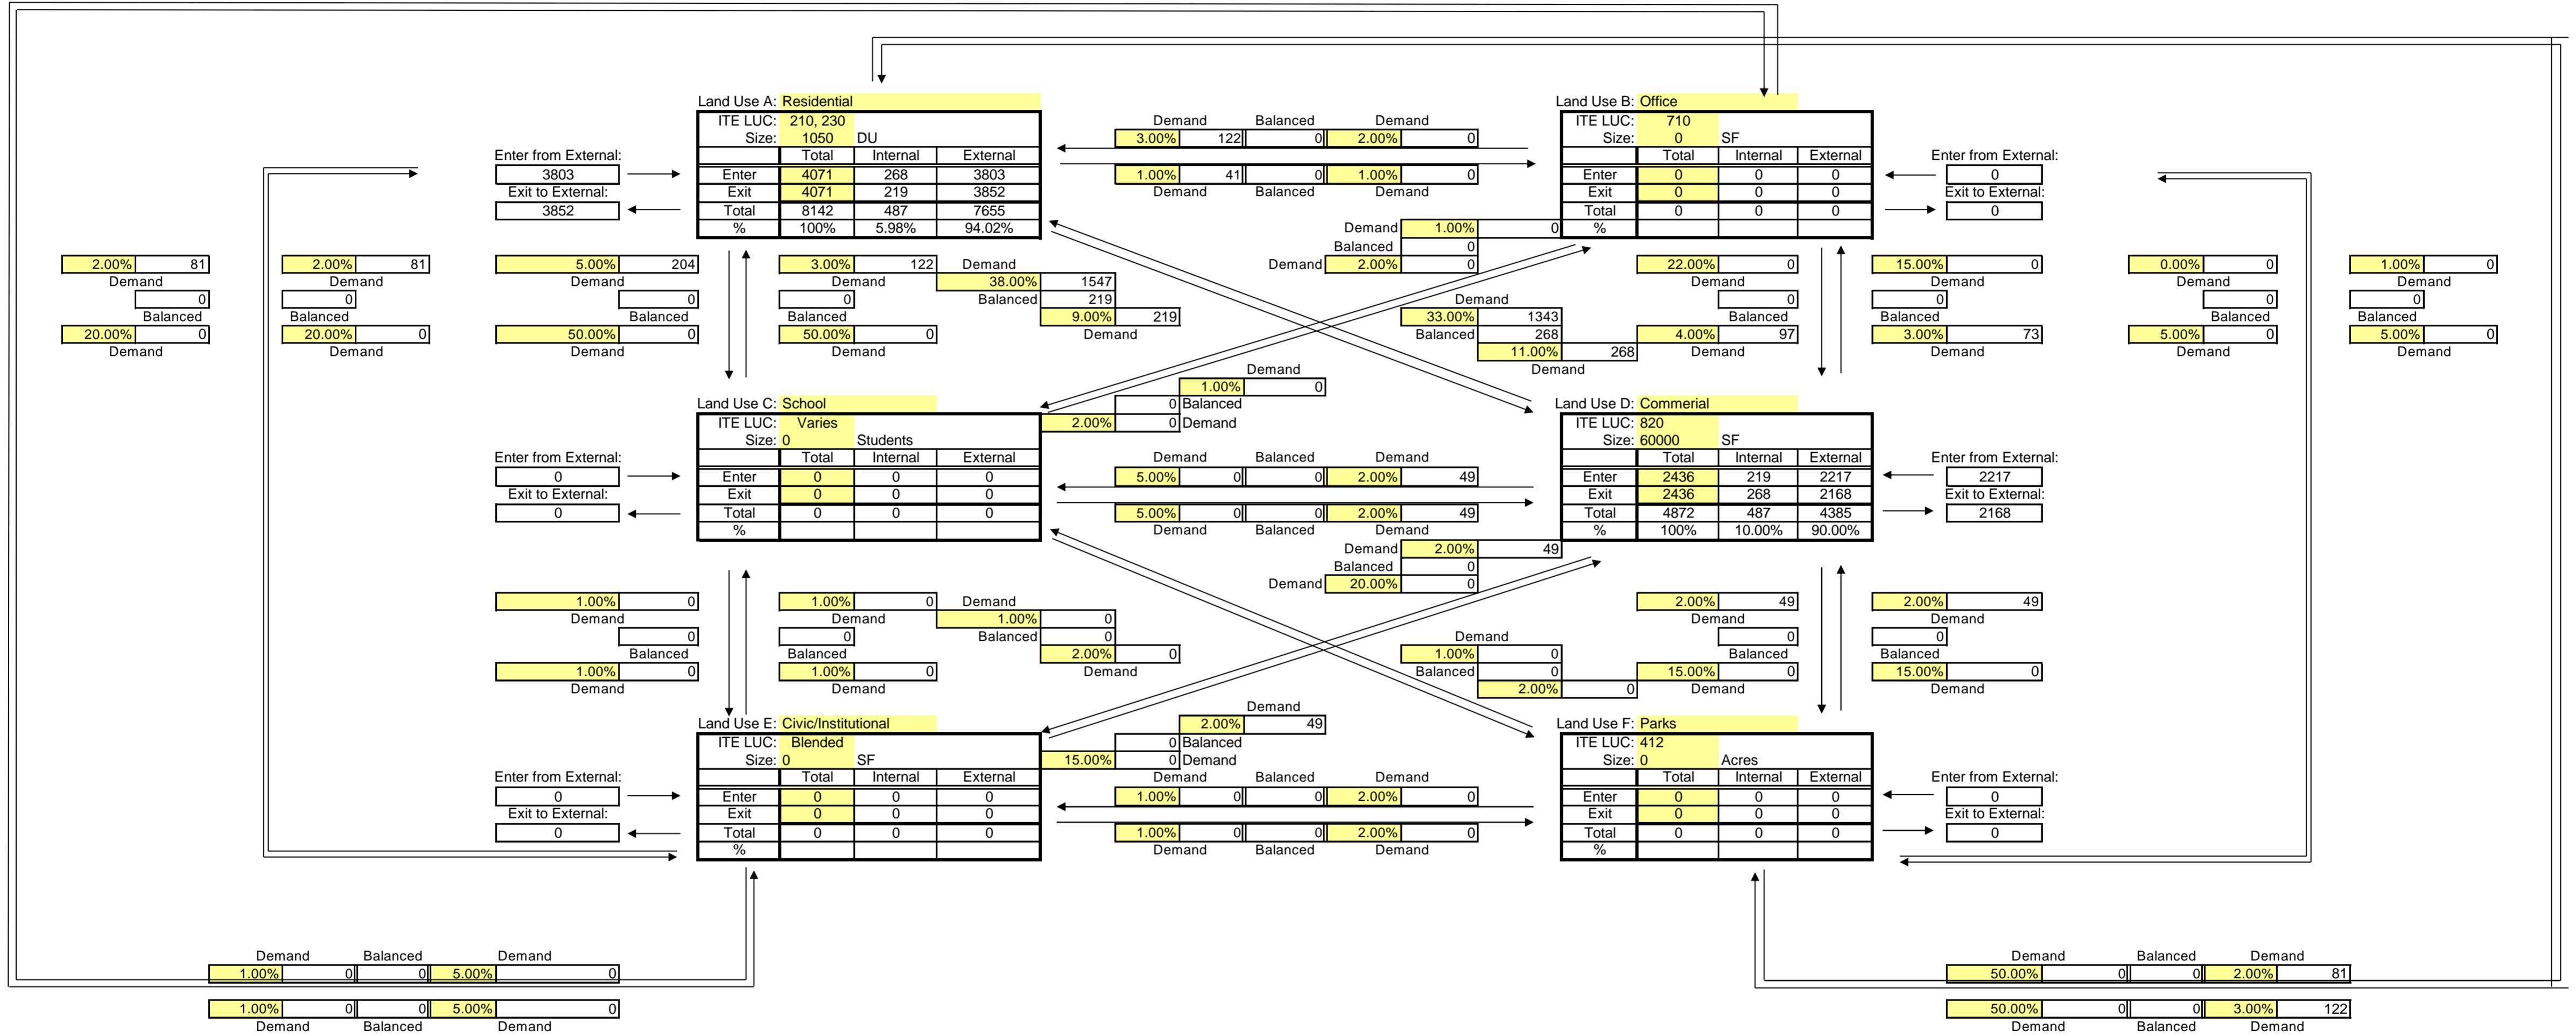 Land Use A: Residential
ITE LUC: 210, 230
Size: 1050 DU
Total Internal External
Enter 4071 268 3803
Exit 4071 219 3852
Total 8142 487 7655
% 100% 5.98% 94.02%
Enter from External:
3803
Exit to External:
3852
Demand Balanced Demand
3.00% 122 0 2.00% 0
1.00% 41 0 1.00% 0
Demand Balanced Demand
Land Use B: Office
ITE LUC: 710
Size: 0 SF
Total Internal External
Enter 0 0 0
Exit 0 0 0
Total 0 0 0
%
Enter from External:
0
Exit to External:
0
Demand 1.00% 0
Balanced 0
Demand 2.00% 0
2.00% 81
Demand
0
Balanced
20.00% 0
Demand
2.00% 81
Demand
0
Balanced
20.00% 0
Demand
5.00% 204
Demand
0
Balanced
50.00% 0
Demand
3.00% 122
Demand
0
Balanced
50.00% 0
Demand
Demand
38.00% 1547
Balanced 219
9.00% 219
Demand
Demand
33.00% 1343
Balanced 268
11.00% 268
Demand
22.00% 0
Demand
0
Balanced
4.00% 97
Demand
15.00% 0
Demand
0
Balanced
3.00% 73
Demand
0.00% 0
Demand
0
Balanced
5.00% 0
Demand
1.00% 0
Demand
0
Balanced
5.00% 0
Demand
Demand
1.00% 0
0 Balanced
2.00% 0 Demand
Land Use C: School
ITE LUC: Varies
Size: 0 Students
Total Internal External
Enter 0 0 0
Exit 0 0 0
Total 0 0 0
%
Enter from External:
0
Exit to External:
0
Demand Balanced Demand
5.00% 0 0 2.00% 49
5.00% 0 0 2.00% 49
Demand Balanced Demand
Land Use D: Commerial
ITE LUC: 820
Size: 60000 SF
Total Internal External
Enter 2436 219 2217
Exit 2436 268 2168
Total 4872 487 4385
% 100% 10.00% 90.00%
Enter from External:
2217
Exit to External:
2168
Demand 2.00% 49
Balanced 0
Demand 20.00% 0
1.00% 0
Demand
0
Balanced
1.00% 0
Demand
1.00% 0
Demand
0
Balanced
1.00% 0
Demand
Demand
1.00% 0
Balanced 0
2.00% 0
Demand
Demand
1.00% 0
Balanced 0
2.00% 0
2.00% 49
Demand
0
Balanced
15.00% 0
Demand
2.00% 49
Demand
0
Balanced
15.00% 0
Demand
Demand
2.00% 49
0 Balanced
15.00% 0 Demand
Land Use E: Civic/Institutional
ITE LUC: Blended
Size: 0 SF
Total Internal External
Enter 0 0 0
Exit 0 0 0
Total 0 0 0
%
Enter from External:
0
Exit to External:
0
Demand Balanced Demand
1.00% 0 0 2.00% 0
1.00% 0 0 2.00% 0
Demand Balanced Demand
Land Use F: Parks
ITE LUC: 412
Size: 0 Acres
Total Internal External
Enter 0 0 0
Exit 0 0 0
Total 0 0 0
%
Enter from External:
0
Exit to External:
0
Demand Balanced Demand
1.00% 0 0 5.00% 0
1.00% 0 0 5.00% 0
Demand Balanced Demand
Demand Balanced Demand
50.00% 0 0 2.00% 81
50.00% 0 0 3.00% 122
Demand Balanced Demand